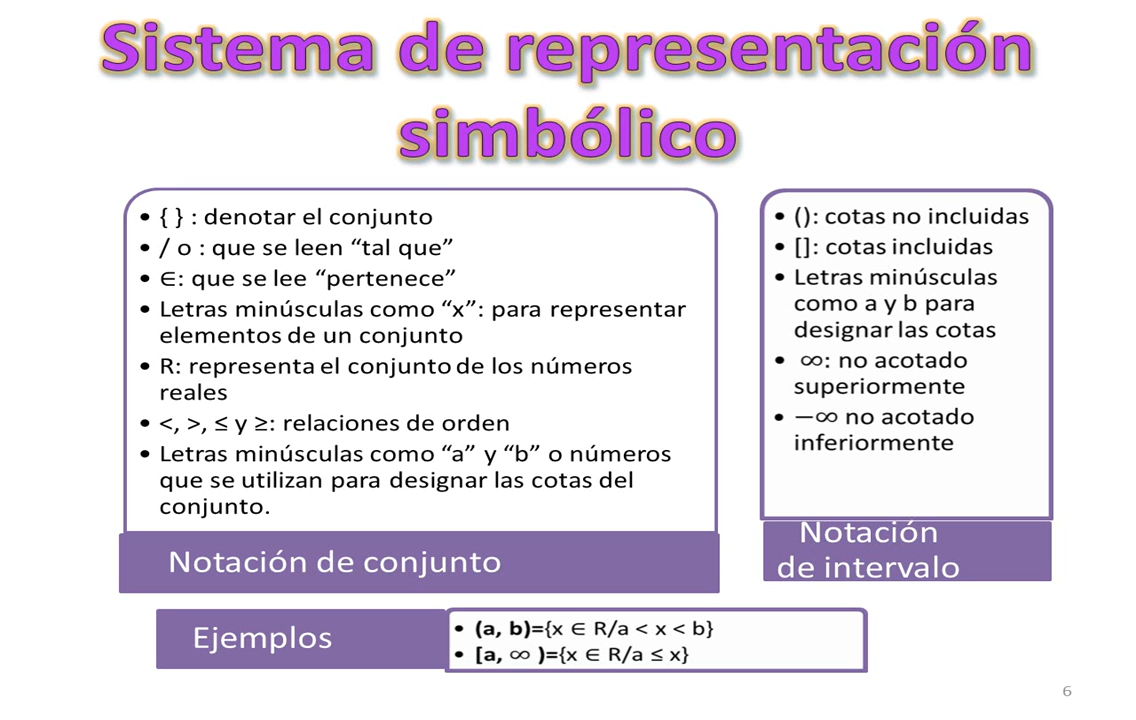 Sistema de representación
simbólico
• { } : denotar el conjunto
• / o : que se leen “tal que”
• ∈: que se lee “pertenece”
• Letras minúsculas como “x”: para representar
elementos de un conjunto
• R: representa el conjunto de los números
reales
• <, >, ≤ y ≥: relaciones de orden
• Letras minúsculas como “a” y “b” o números
que se utilizan para designar las cotas del
conjunto.
Notación de conjunto
• (): cotas no incluidas
• []: cotas incluidas
• Letras minúsculas
como a y b para
designar las cotas
• ∞: no acotado
superiormente
• −∞ no acotado
inferiormente
Notación
de intervalo
Ejemplos
• (a, b)={x ∈ R/a < x < b}
• [a, ∞ )={x ∈ R/a ≤ x}
6